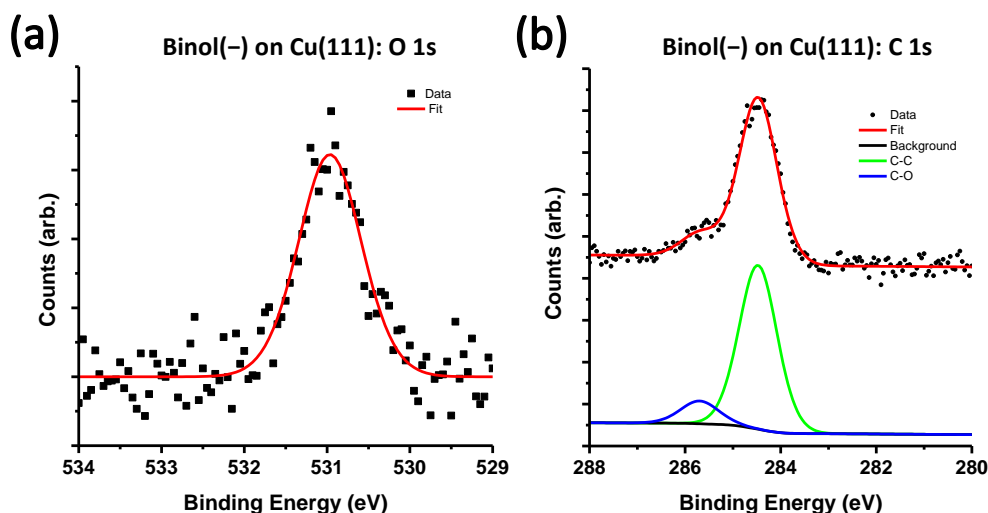 (a)
Binol(–) on Cu(111): O 1s
Data
Fit
Counts (arb.)
534 533 532 531 530 529
Binding Energy (eV)
(b)
Binol(–) on Cu(111): C 1s
Data
Fit
Background
C-C
C-O
Counts (arb.)
288 286 284 282 280
Binding Energy (eV)